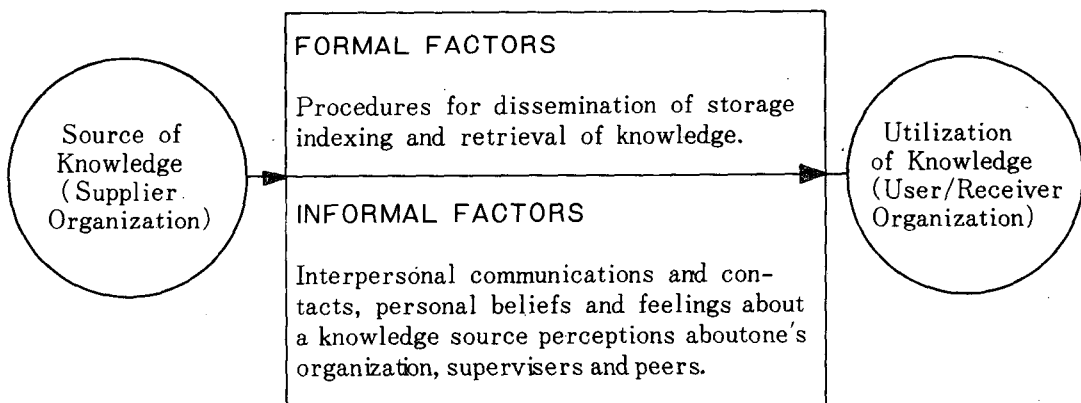 Source of
Knowledge
(Supplier
Organization)
FORMAL FACTORS
Procedures for dissemination of storage
indexing and retrieval of knowledge.
INFORMAL FACTORS
Interpersonal communications and con-
tacts, personal beliefs and feelings about
a knowledge source perceptions aboutone's
organization, supervisers and peers.
Utilization
of Knowledge
(User/Receiver
Organization)